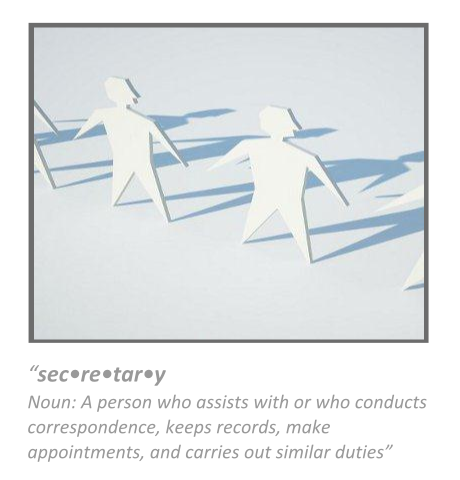 “sec•re•tar•y
Noun: A person who assists with or who conducts
correspondence, keeps records, make
appointments, and carries out similar duties”